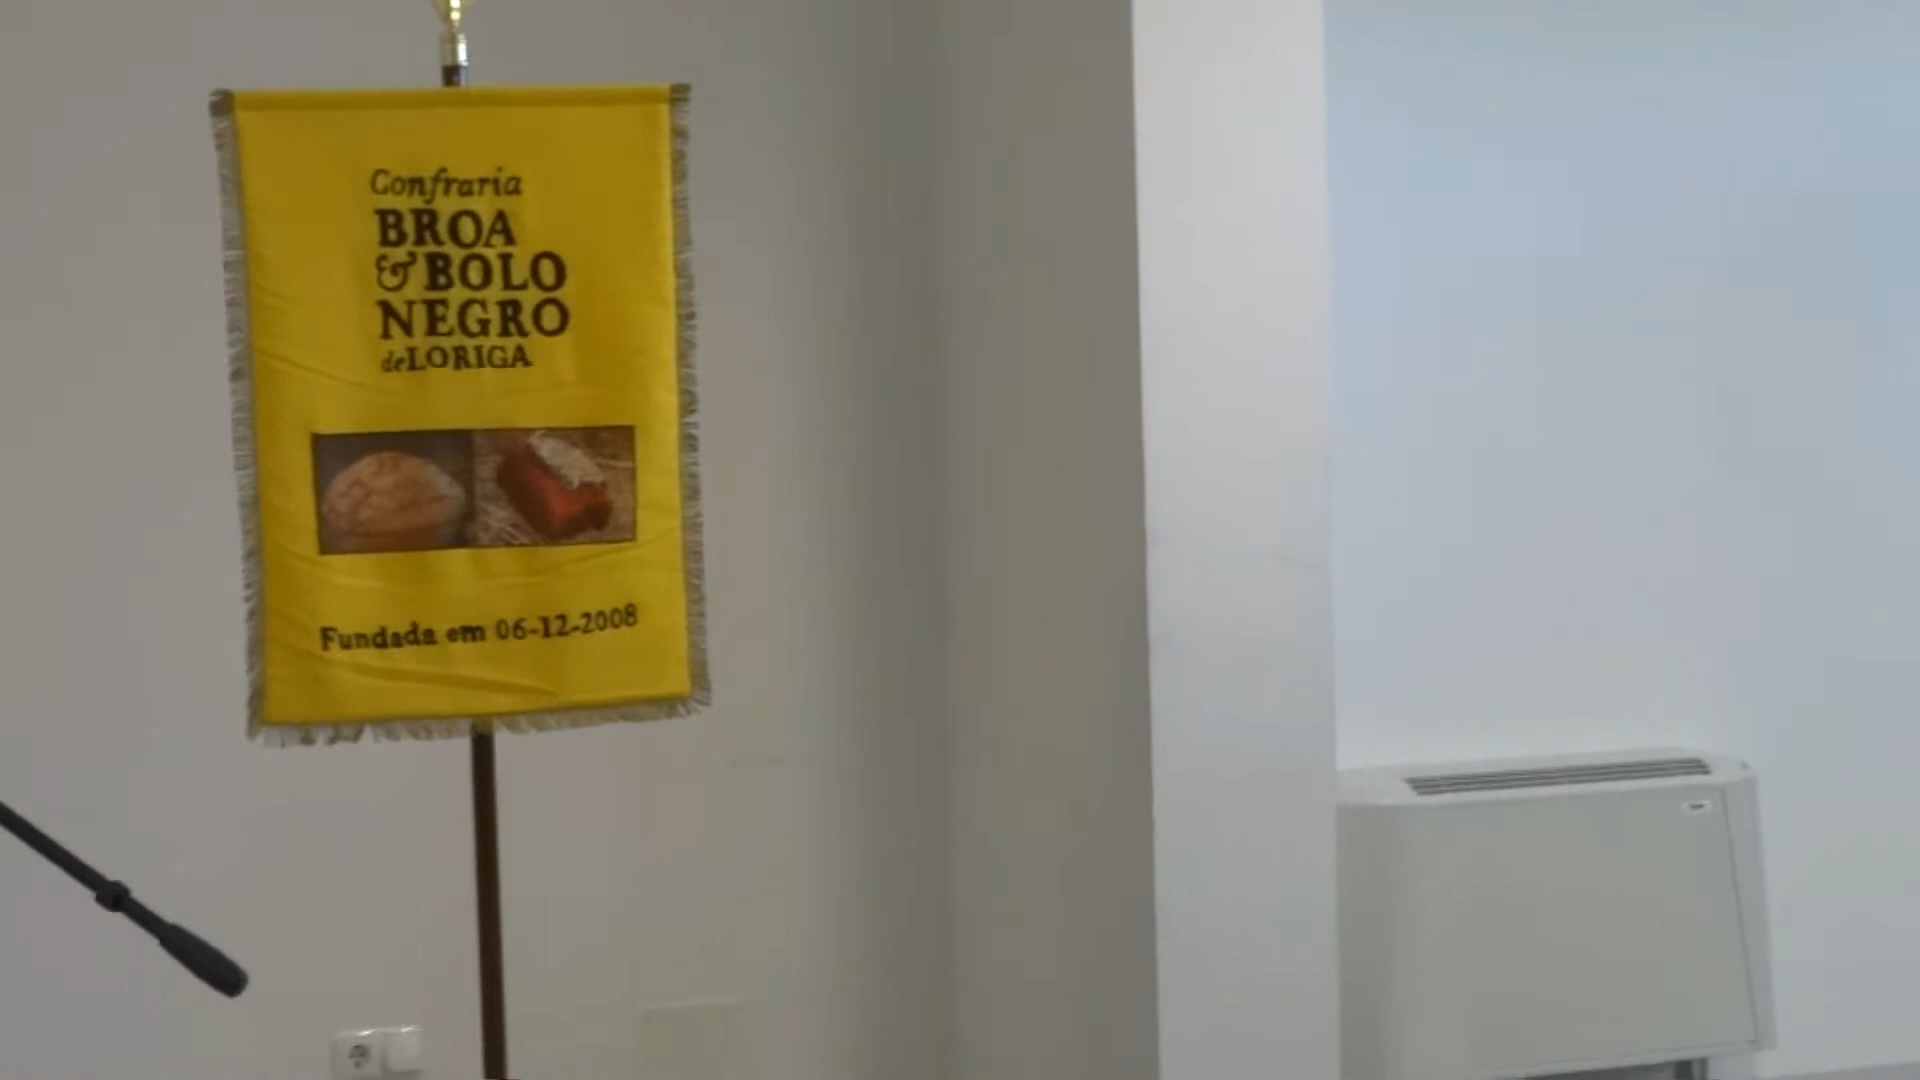 Confraria
BROA
& BOLO
NEGRO
de LORIGA
Fundada em 06-12-2008